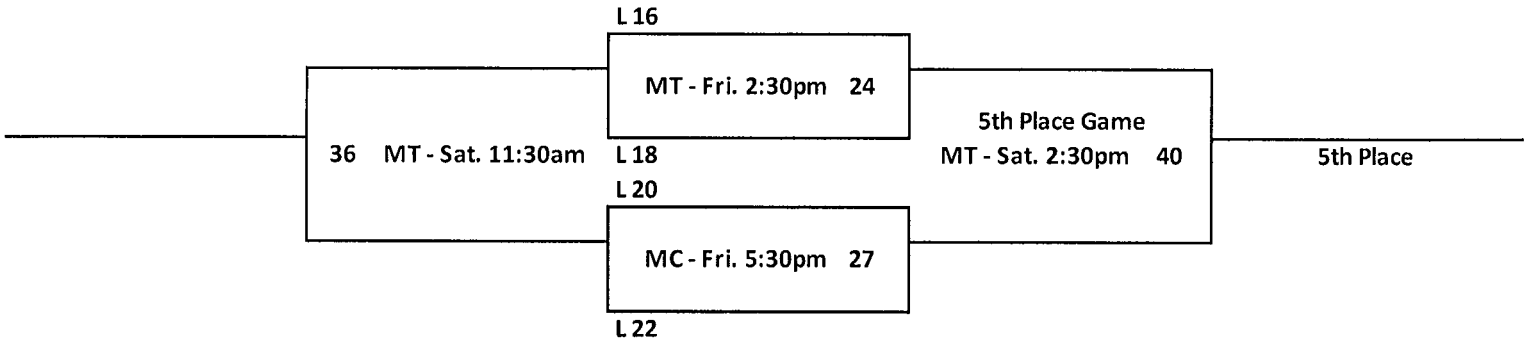 L 16
MT - Fri. 2:30pm 24
5th Place Game
36 MT - Sat. 11:30am
L 18
MT - Sat. 2:30pm 40
5th Place
L 20
MC - Fri. 5:30pm 27
L 22